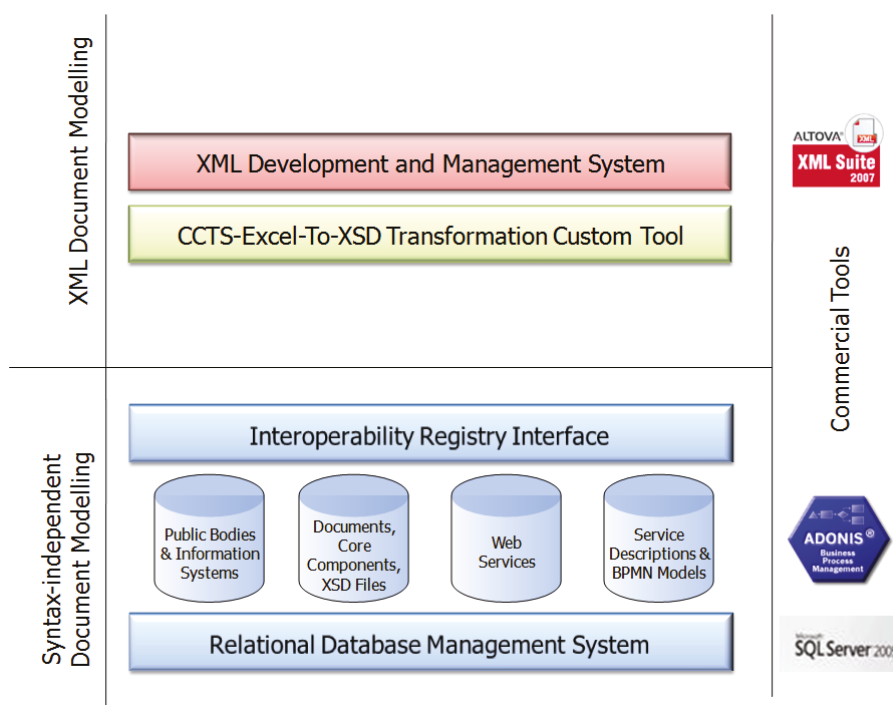 XML Document Modelling
XML Development and Management System
CCTS-Excel-To-XSD Transformation Custom Tool
ALTOVA®
XML
XML Suite
2007
Commercial Tools
Syntax-independent
Document Modelling
Interoperability Registry Interface
Public Bodies
& Information
Systems
Documents,
Core
Components,
XSD Files
Web
Services
Service
Descriptions &
BPMN Models
Relational Database Management System
ADONIS®
Business
Process
Management
Microsoft
SQL Server 2005